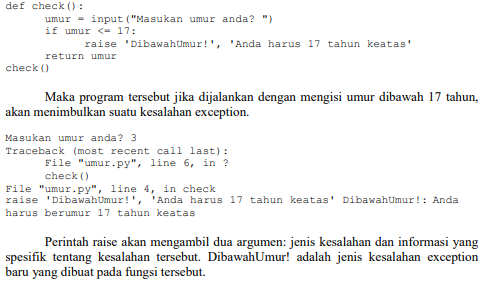 def check():
umur = input("Masukan umur anda? ")
if umur <= 17:
raise 'DibawahUmur!', 'Anda harus 17 tahun keatas'
return umur
check()
Maka program tersebut jika dijalankan dengan mengisi umur dibawah 17 tahun,
akan menimbulkan suatu kesalahan exception.
Masukan umur anda? 3
Traceback (most recent call last):
File "umur.py", line 6, in ?
check()
File "umur.py", line 4, in check
raise 'DibawahUmur!', 'Anda harus 17 tahun keatas' DibawahUmur!: Anda
harus berumur 17 tahun keatas
Perintah raise akan mengambil dua argumen: jenis kesalahan dan informasi yang
spesifik tentang kesalahan tersebut. DibawahUmur! adalah jenis kesalahan exception
baru yang dibuat pada fungsi tersebut.